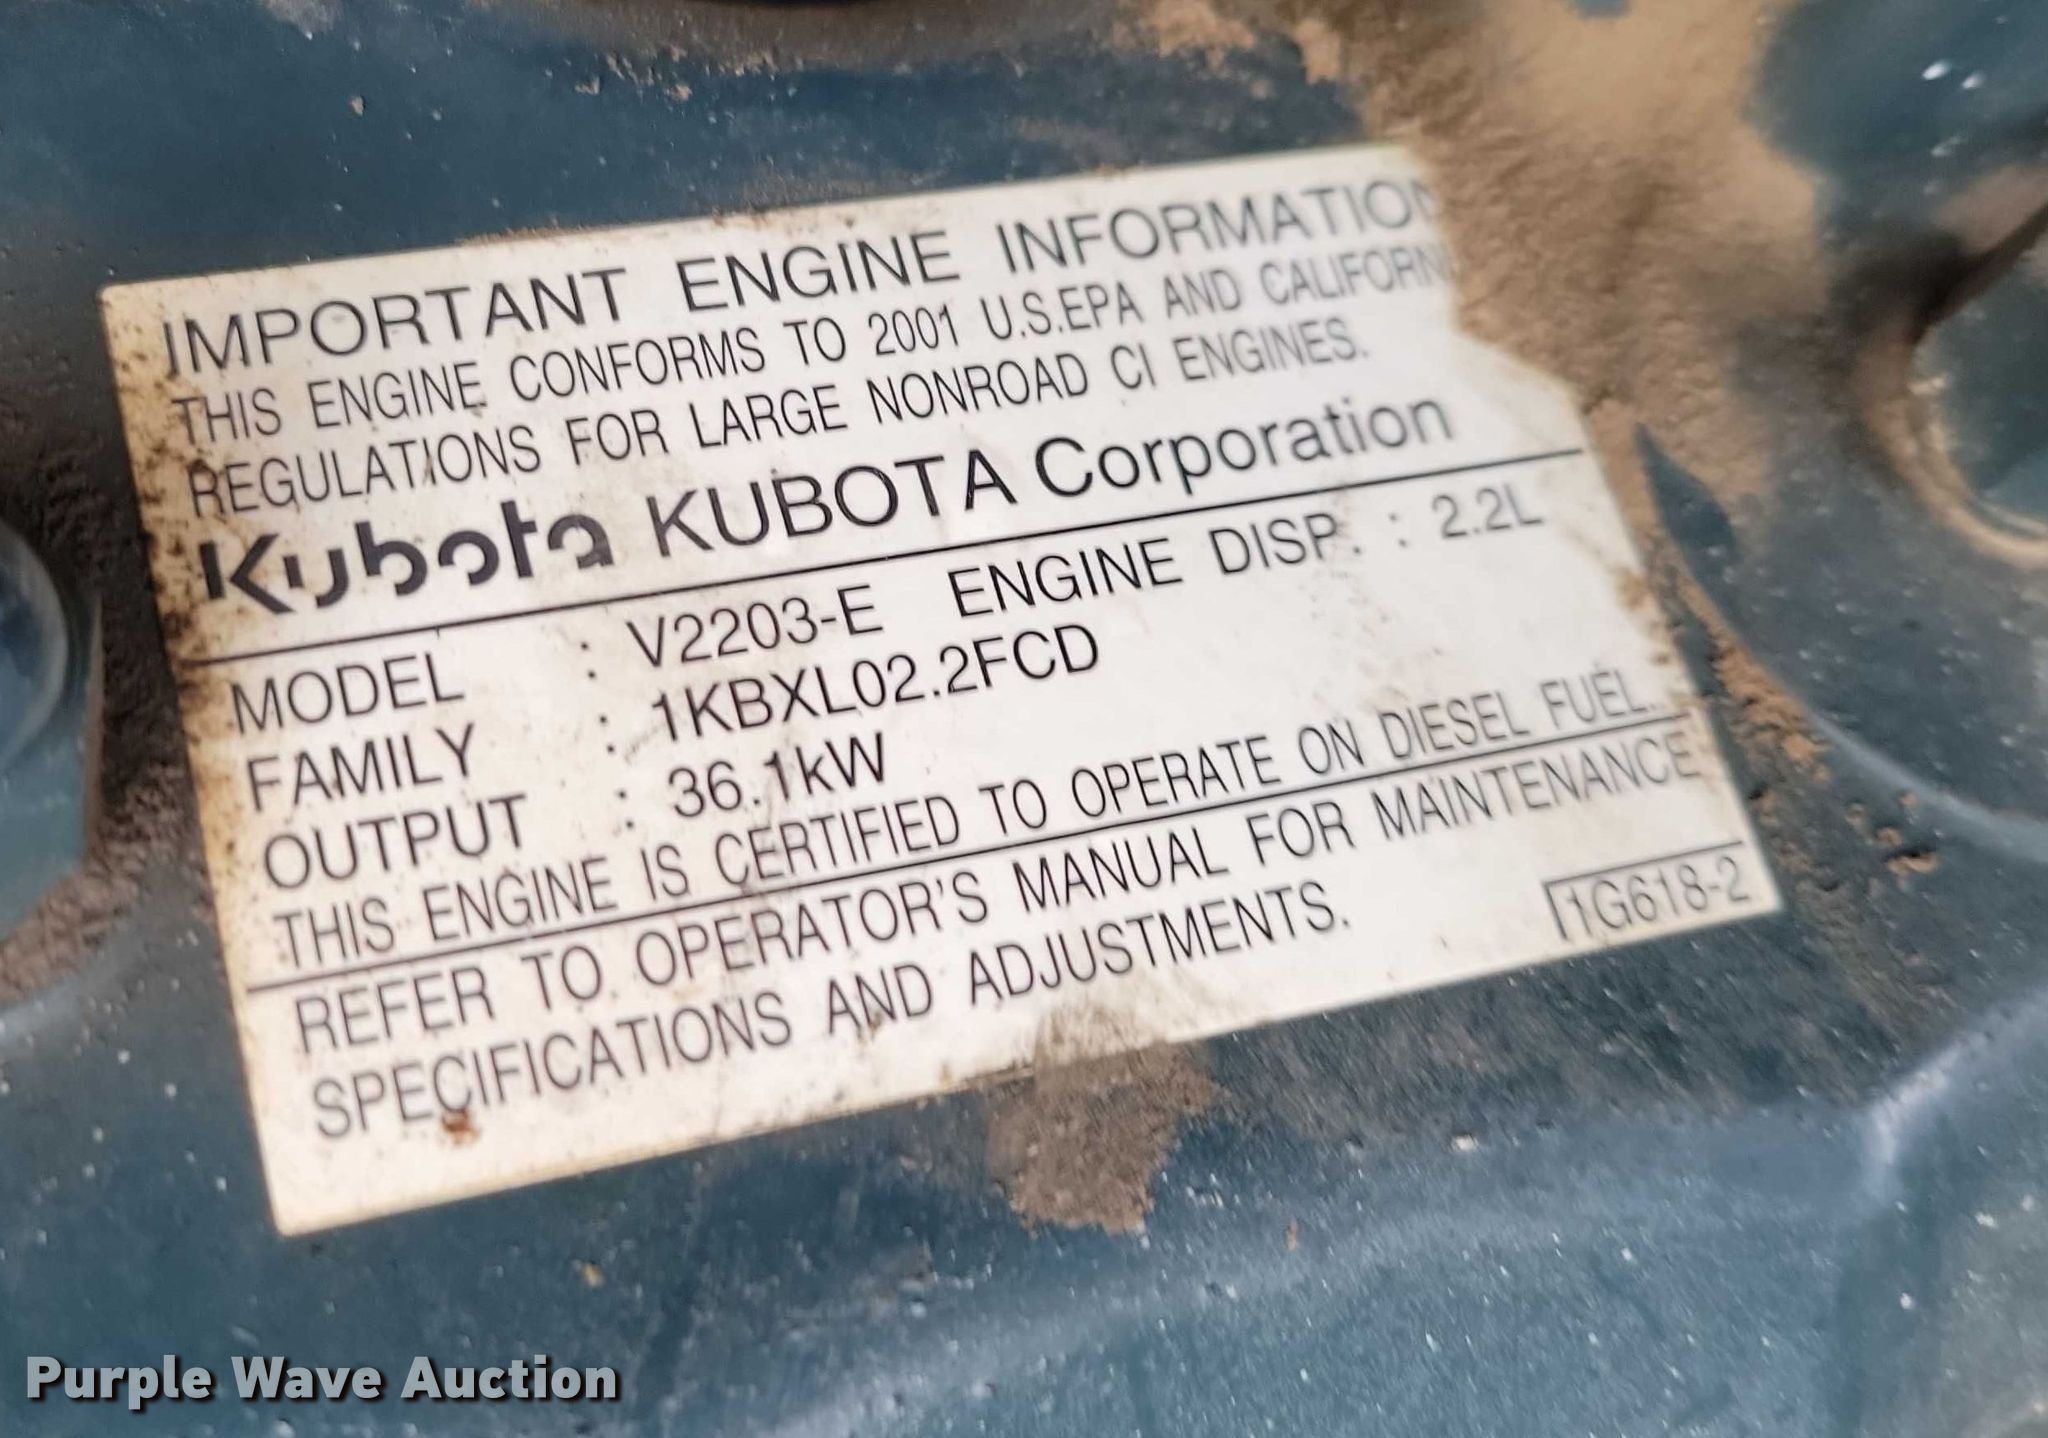 IMPORTANT ENGINE INFORMATION
THIS ENGINE CONFORMS TO 2001 U.S.EPA AND CALIFORN
REGULATIONS FOR LARGE NONROAD CI ENGINES.
Kubota KUBOTA Corporation
MODEL : V2203-E ENGINE DISP. : 2.2L
FAMILY : 1KBXL02.2FCD
OUTPUT : 36.1kW
THIS ENGINE IS CERTIFIED TO OPERATE ON DIESEL FUEL.
REFER TO OPERATOR'S MANUAL FOR MAINTENANCE
SPECIFICATIONS AND ADJUSTMENTS.
1G618-2
Purple Wave Auction